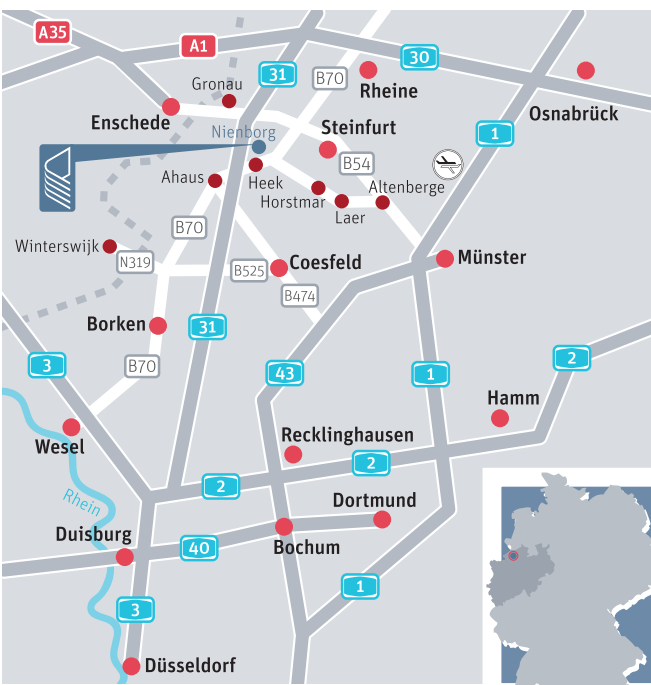 A35
A1
30
31
B70
Gronau
Rheine
Osnabrück
Enschede
Nienborg
Steinfurt
1
B54
Ahaus
Heek
Altenberge
Horstmar
Laer
B70
Winterswijk
N319
B525
Coesfeld
Münster
B474
Borken
31
3
B70
43
1
2
Hamm
Wesel
Recklinghausen
2
2
Rhein
Dortmund
Duisburg
40
Bochum
1
3
Düsseldorf